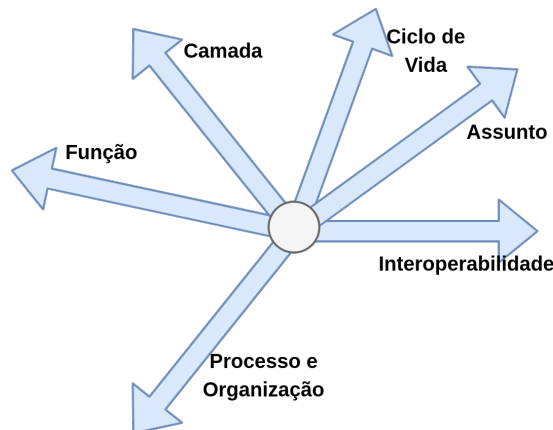 Ciclo de
Vida
Camada
Assunto
Função
Interoperabilidade
Processo e
Organização